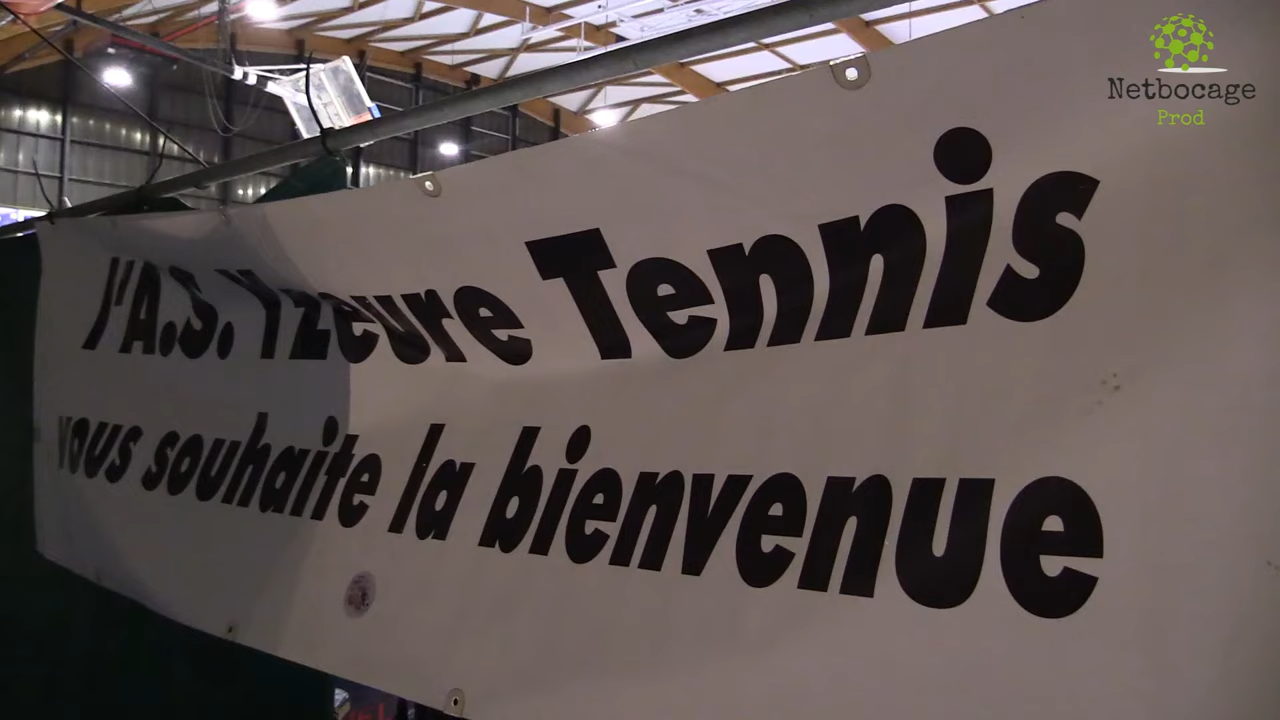 l'A.S. Yzeure Tennis
vous souhaite la bienvenue
Netbocage
Prod